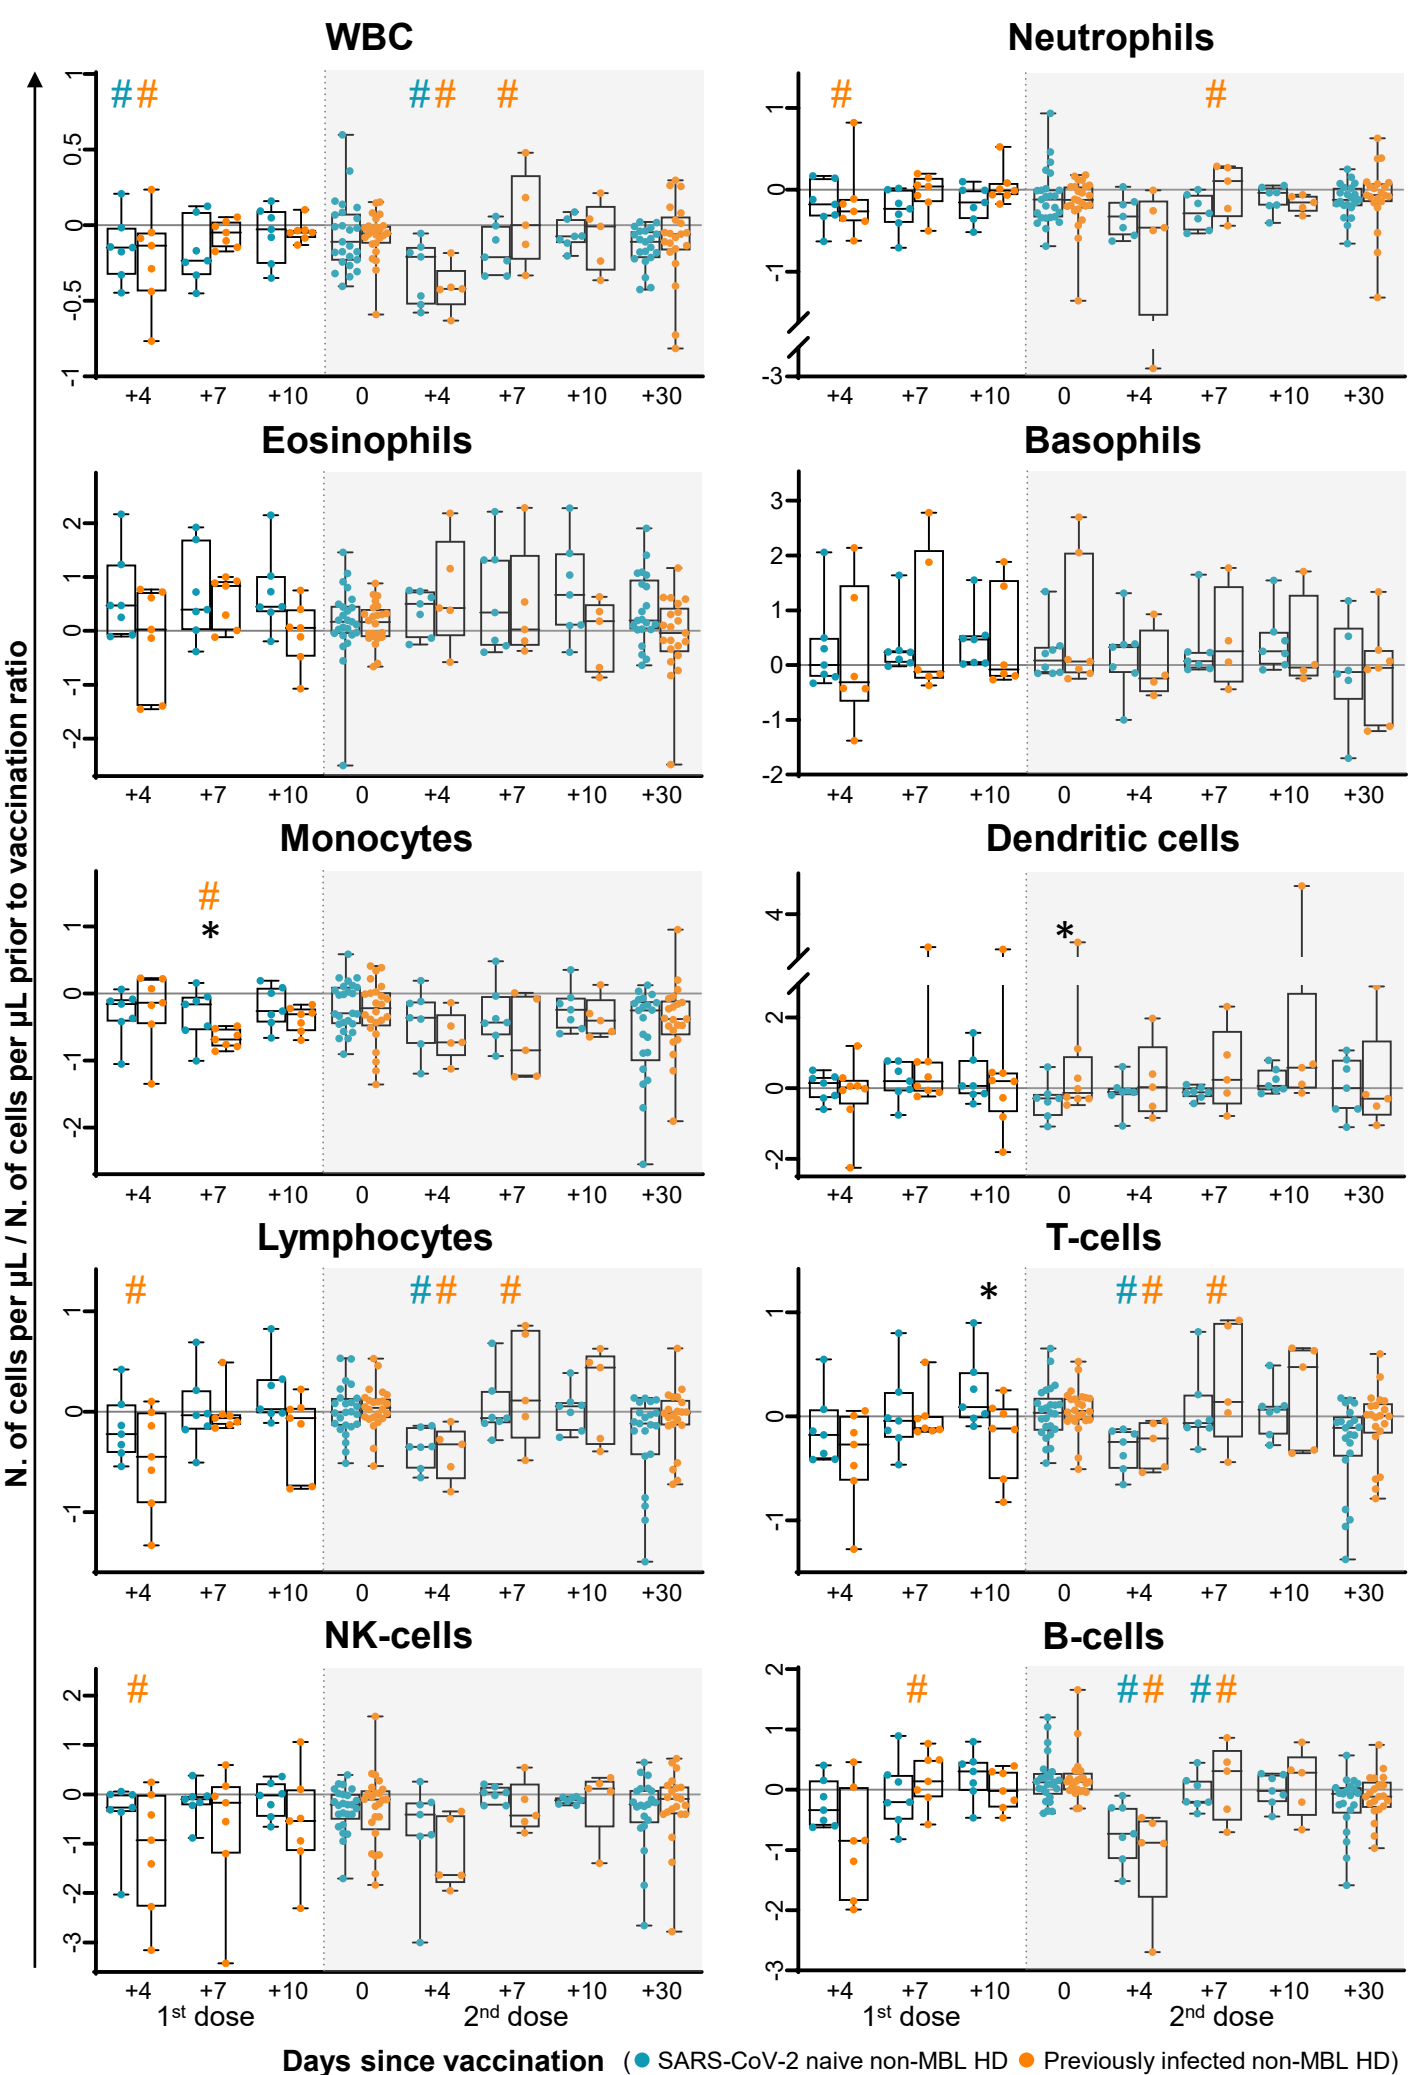 WBC
Neutrophils
# # # # #
# #
1
0.5
0
-0.5
-1
1
0
-1
-3
+4 +7 +10 0 +4 +7 +10 +30
+4 +7 +10 0 +4 +7 +10 +30
Eosinophils
Basophils
2
1
0
-1
-2
3
2
1
0
-1
-2
+4 +7 +10 0 +4 +7 +10 +30
+4 +7 +10 0 +4 +7 +10 +30
Monocytes
Dendritic cells
#
*
*
1
0
-1
-2
4
2
0
-2
+4 +7 +10 0 +4 +7 +10 +30
+4 +7 +10 0 +4 +7 +10 +30
Lymphocytes
T-cells
# # # #
* # # #
1
0
-1
1
0
-1
+4 +7 +10 0 +4 +7 +10 +30
+4 +7 +10 0 +4 +7 +10 +30
NK-cells
B-cells
#
# # # # #
2
1
0
-1
-2
-3
2
1
0
-1
-2
-3
+4 +7 +10 0 +4 +7 +10 +30
+4 +7 +10 0 +4 +7 +10 +30
1st dose 2nd dose
1st dose 2nd dose
N. of cells per µL / N. of cells per µL prior to vaccination ratio
Days since vaccination (● SARS-CoV-2 naive non-MBL HD ● Previously infected non-MBL HD)